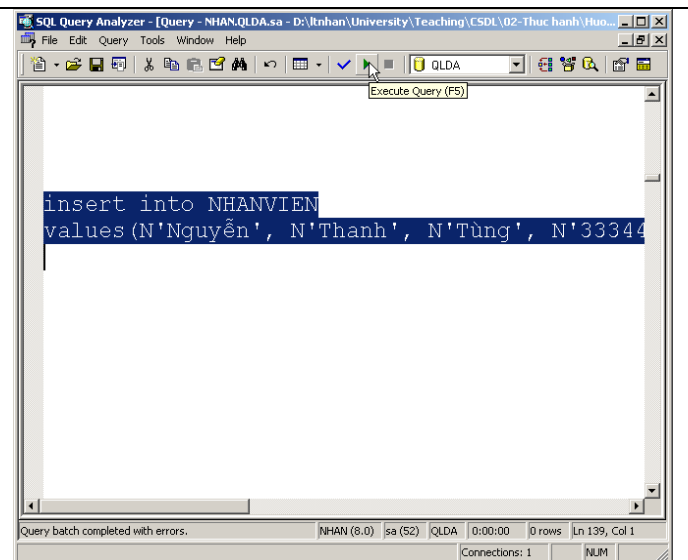 SQL Query Analyzer - [Query - NHAN.QLDA.sa - D:\ltnhan\University\Teaching\CSDL\02-Thuc hanh\Huo...
File Edit Query Tools Window Help
QLDA
Execute Query (F5)
insert into NHANVIEN
values(N'Nguyễn', N'Thanh', N'Tùng', N'33344
Query batch completed with errors. NHAN (8.0) sa (52) QLDA 0:00:00 0 rows Ln 139, Col 1
Connections: 1 NUM